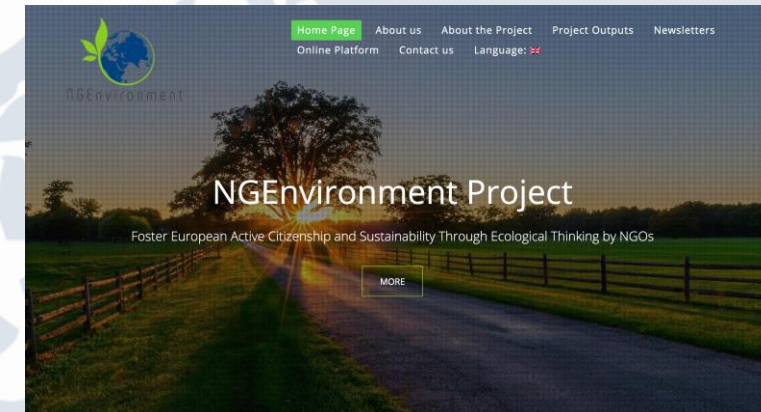 Home Page About us About the Project Project Outputs Newsletters
Online Platform Contact us Language:
NGEnvironment
NGEnvironment Project
Foster European Active Citizenship and Sustainability Through Ecological Thinking by NGOs
MORE